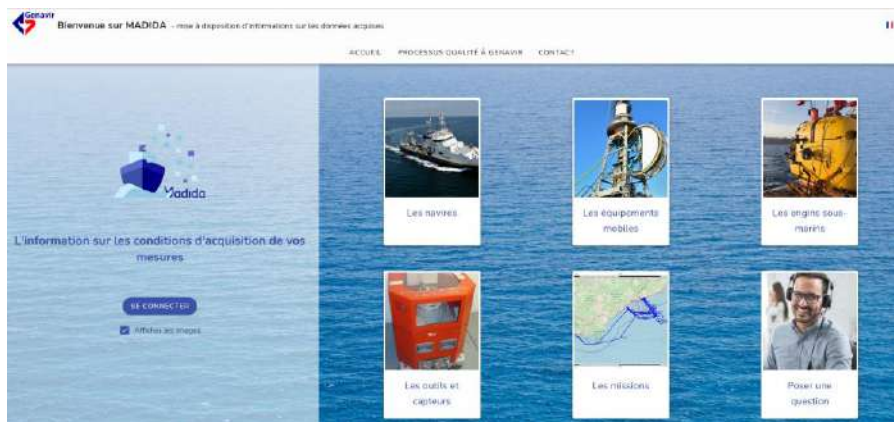 Genavir
Bienvenue sur MADIDA - mise à disposition d'informations sur les données acquises
ACCUEIL PROCESSUS QUALITÉ À GENAVIR CONTACT
Madida
L'information sur les conditions d'acquisition de vos
mesures
SE CONNECTER
Afficher les images
Les navires
Les équipements
mobiles
Les engins sous-
marins
Les outils et
capteurs
Les missions
Poser une
question